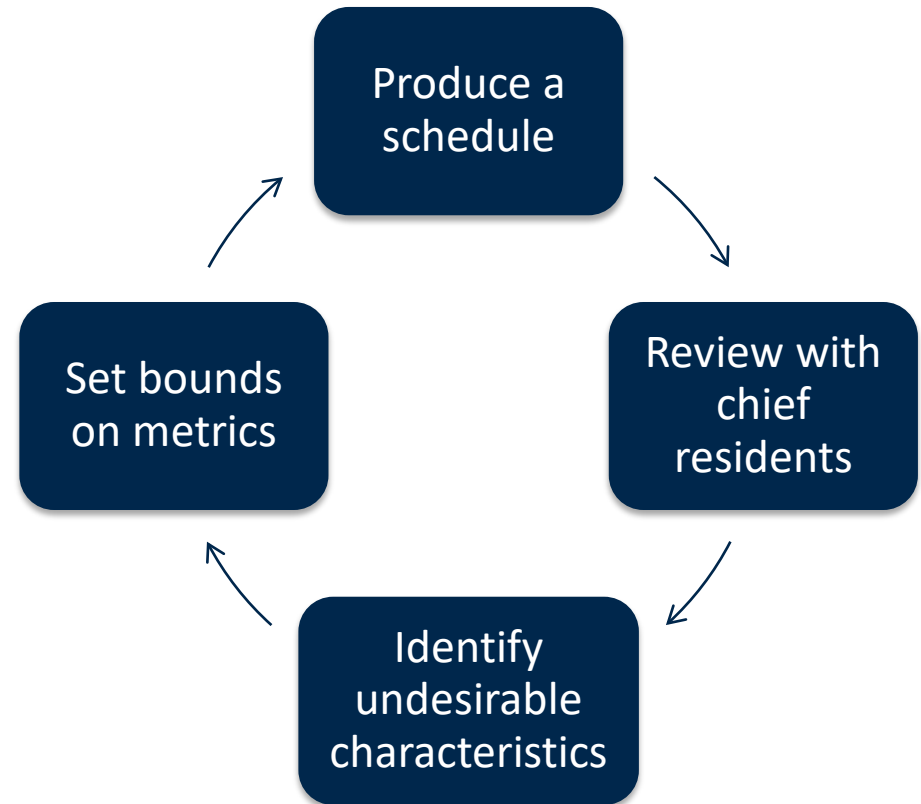 Produce a
schedule
Review with
chief
residents
Identify
undesirable
characteristics
Set bounds
on metrics